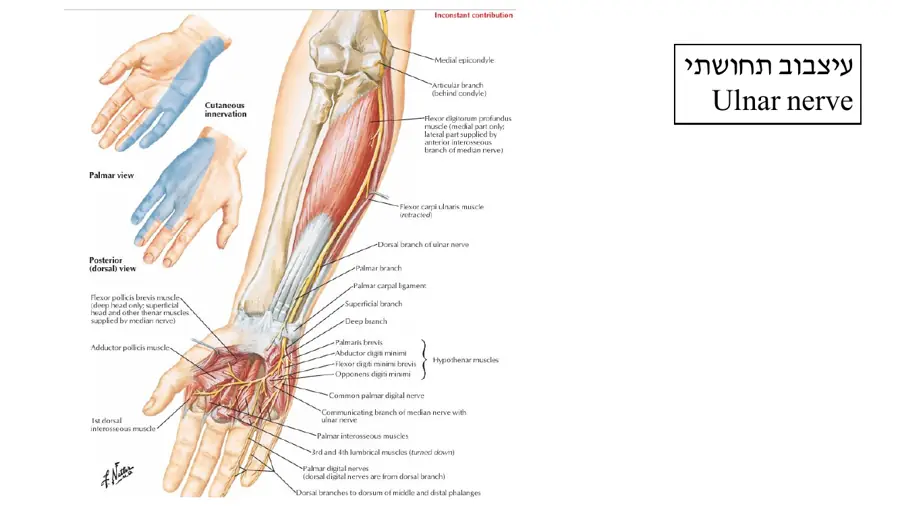 Inconstant contribution
עיצבוב תחושתי
Ulnar nerve
Medial epicondyle
Articular branch
(behind condyle)
Cutaneous
innervation
Flexor digitorum profundus
muscle (medial part only;
lateral part supplied by
anterior interosseous
branch of median nerve)
Palmar view
Flexor carpi ulnaris muscle
(retracted)
Dorsal branch of ulnar nerve
Posterior
(dorsal) view
Palmar branch
Palmar carpal ligament
Flexor pollicis brevis muscle
(deep head only; superficial
head and other thenar muscles
supplied by median nerve)
Superficial branch
Deep branch
Adductor pollicis muscle
Palmaris brevis
Abductor digiti minimi
Flexor digiti minimi brevis
Opponens digiti minimi
Hypothenar muscles
Common palmar digital nerve
Communicating branch of median nerve with
ulnar nerve
1st dorsal
interosseous muscle
Palmar interosseous muscles
3rd and 4th lumbrical muscles (turned down)
Palmar digital nerves
(dorsal digital nerves are from dorsal branch)
Dorsal branches to dorsum of middle and distal phalanges
F. Netter